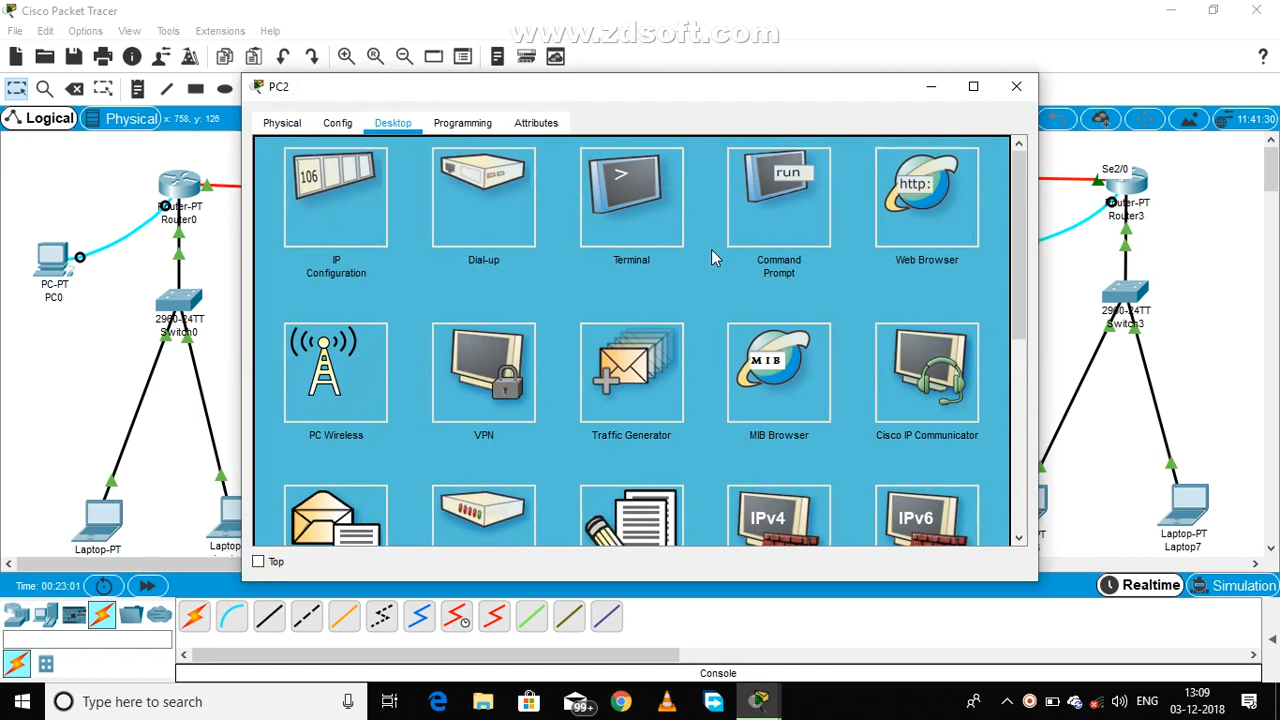 Cisco Packet Tracer
www.zdsoft.com
File Edit Options View Tools Extensions Help
PC2
Logical
Physical
x: 758, y: 126
11:41:30
Physical Config Desktop Programming Attributes
106
>
run
http:
IP
Configuration
Dial-up
Terminal
Command
Prompt
Web Browser
MIB
PC Wireless
VPN
Traffic Generator
MIB Browser
Cisco IP Communicator
IPv4
IPv6
Top
Router-PT
Router0
PC-PT
PC0
2960-24TT
Switch0
Laptop-PT
Se2/0
Router-PT
Router3
2960-24TT
Switch3
Laptop-PT
Laptop7
Time: 00:23:01
Realtime
Simulation
Console
Type here to search
99+
ENG
13:09
03-12-2018